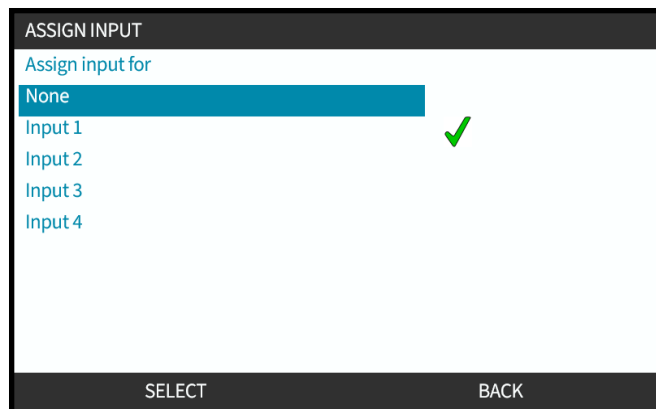 ASSIGN INPUT
Assign input for
None
Input 1
Input 2
Input 3
Input 4
SELECT BACK